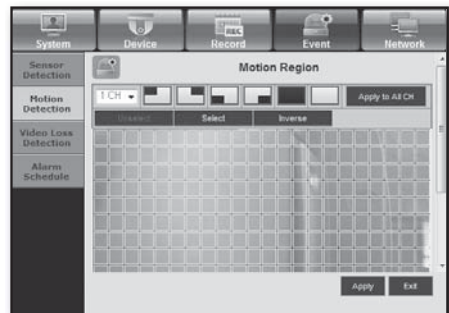 System Device Record Event Network
REC
Sensor
Detection
Motion
Detection
Video Loss
Detection
Alarm
Schedule
Motion Region
1 CH Apply to All CH
Unselect Select Inverse
Apply Exit